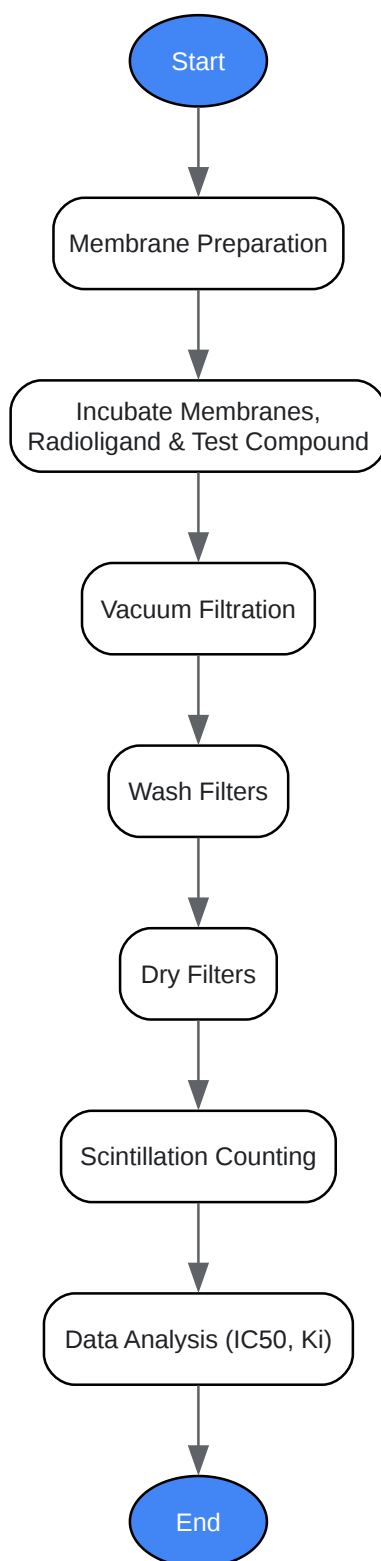 Start
Membrane Preparation
Incubate Membranes,
Radioligand & Test Compound
Vacuum Filtration
Wash Filters
Dry Filters
Scintillation Counting
Data Analysis (IC50, Ki)
End